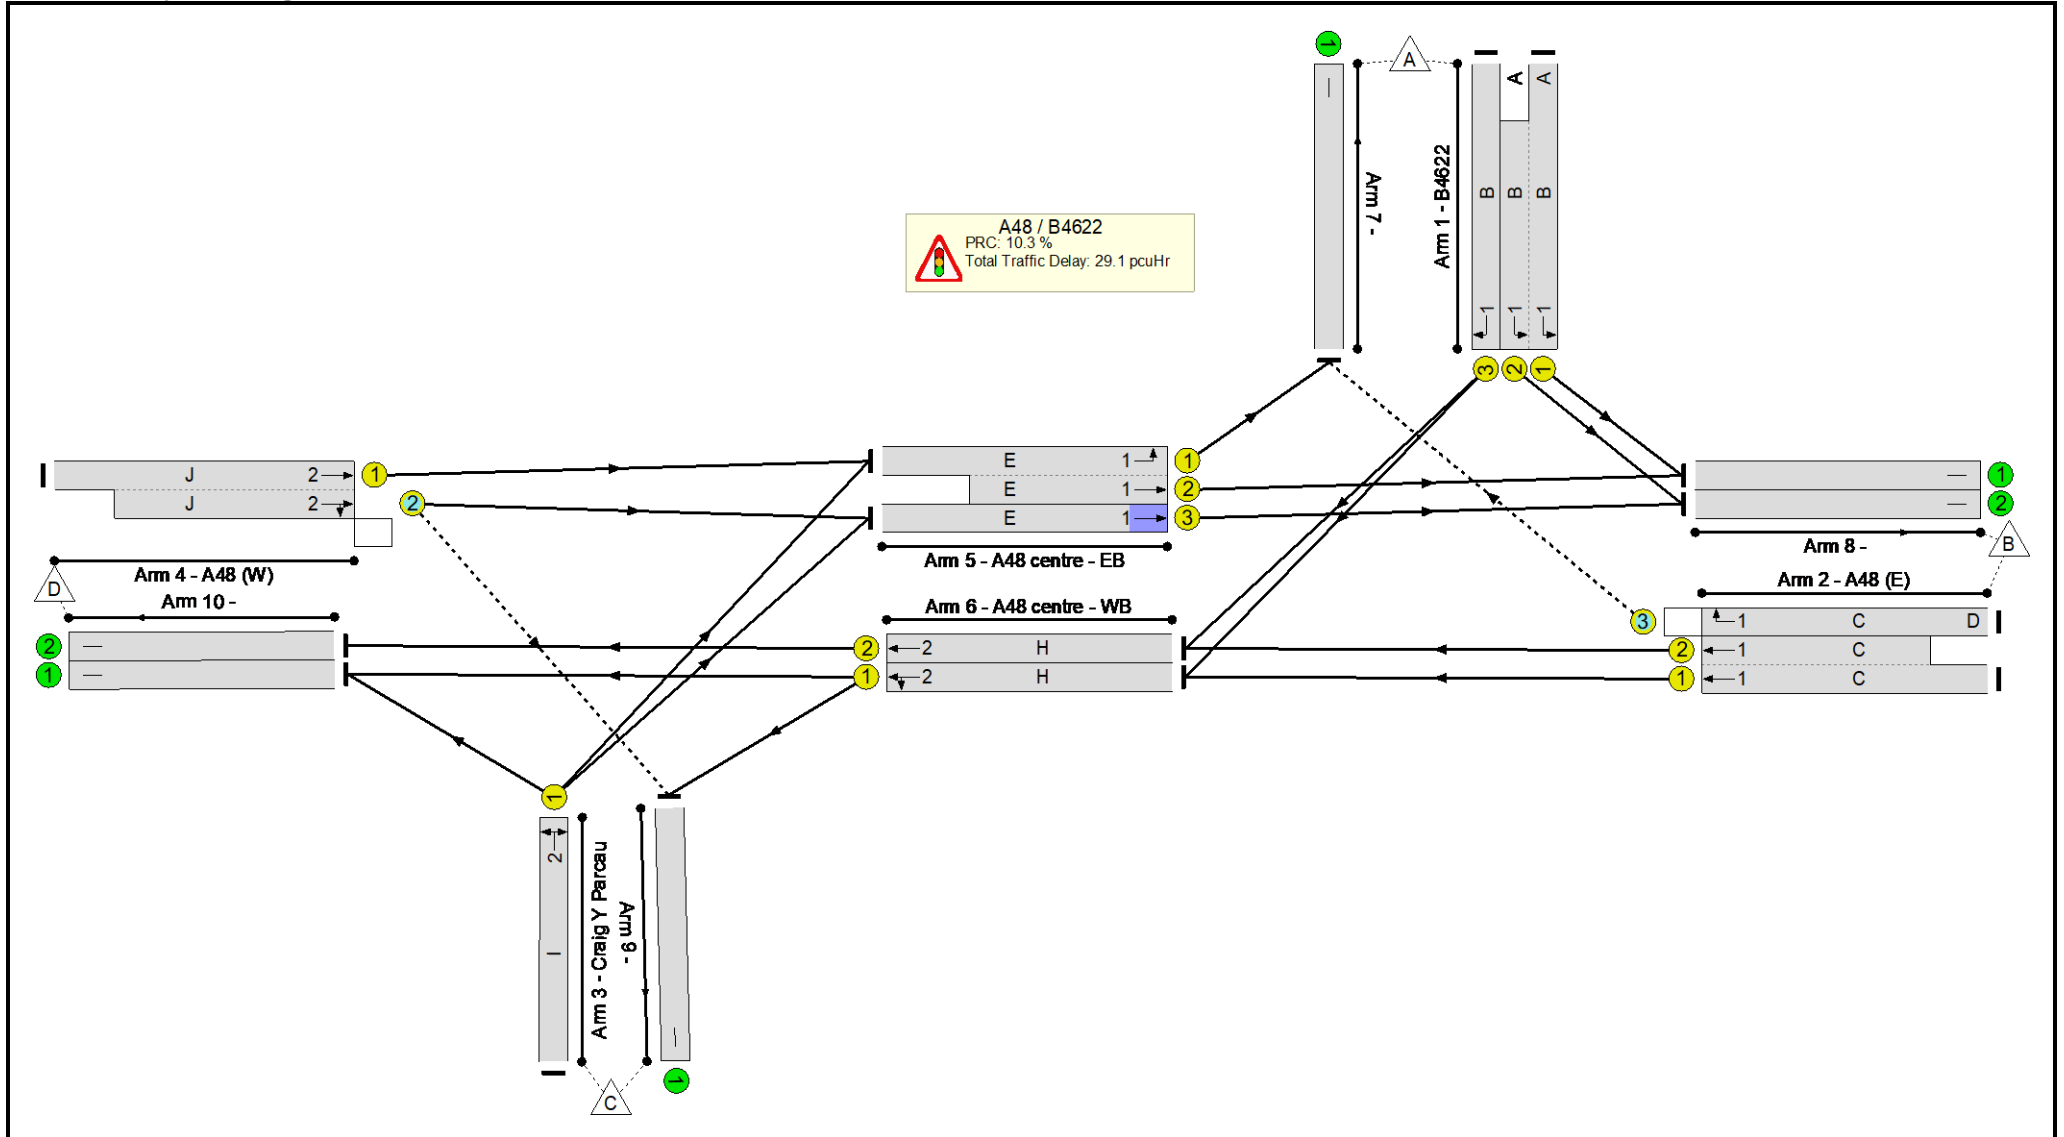 1
A
A
A
B
B
B
1
1
1
3
2
1
Arm 7 -
Arm 1 - B4622
A48 / B4622
PRC: 10.3 %
Total Traffic Delay: 29.1 pcuHr
J 2
J 2
1
2
Arm 4 - A48 (W)
D
Arm 10 -
E 1
E 1
E 1
1
2
3
Arm 5 - A48 centre - EB
Arm 6 - A48 centre - WB
1
2
Arm 8 -
B
Arm 2 - A48 (E)
3
2
1
1 C D
1 C
1 C
2
1
2
1
2 H
2 H
1
2
I
Arm 3 - Craig Y Parcau
Arm 9 -
1
C